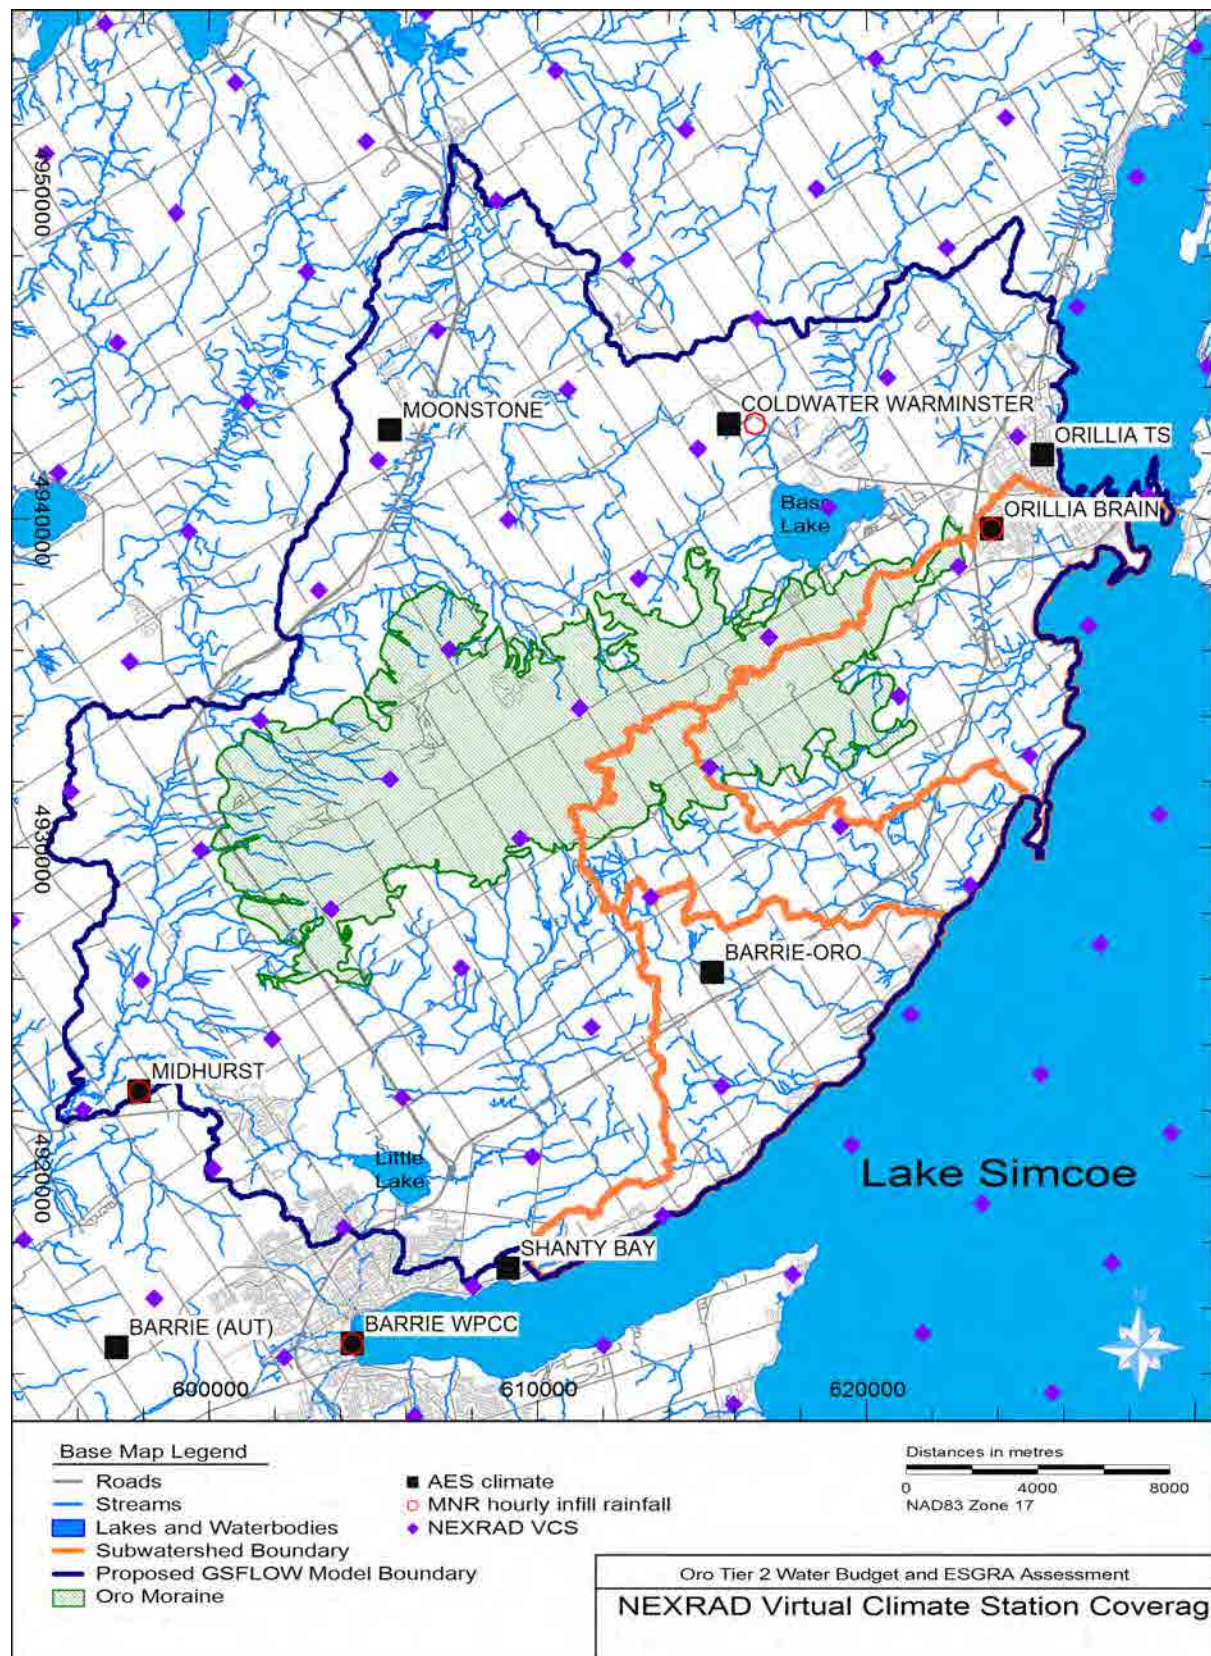 4950000
MOONSTONE
COLDWATER WARMINSTER
ORILLIA TS
4940000
Bass
Lake
ORILLIA BRAIN
4930000
BARRIE-ORO
MIDHURST
4920000
Little
Lake
Lake Simcoe
SHANTY BAY
BARRIE (AUT)
BARRIE WPCC
600000
610000
620000
Base Map Legend
Roads
Streams
Lakes and Waterbodies
Subwatershed Boundary
Proposed GSFLOW Model Boundary
Oro Moraine
AES climate
MNR hourly infill rainfall
NEXRAD VCS
Distances in metres
0 4000 8000
NAD83 Zone 17
Oro Tier 2 Water Budget and ESGRA Assessment
NEXRAD Virtual Climate Station Coverag